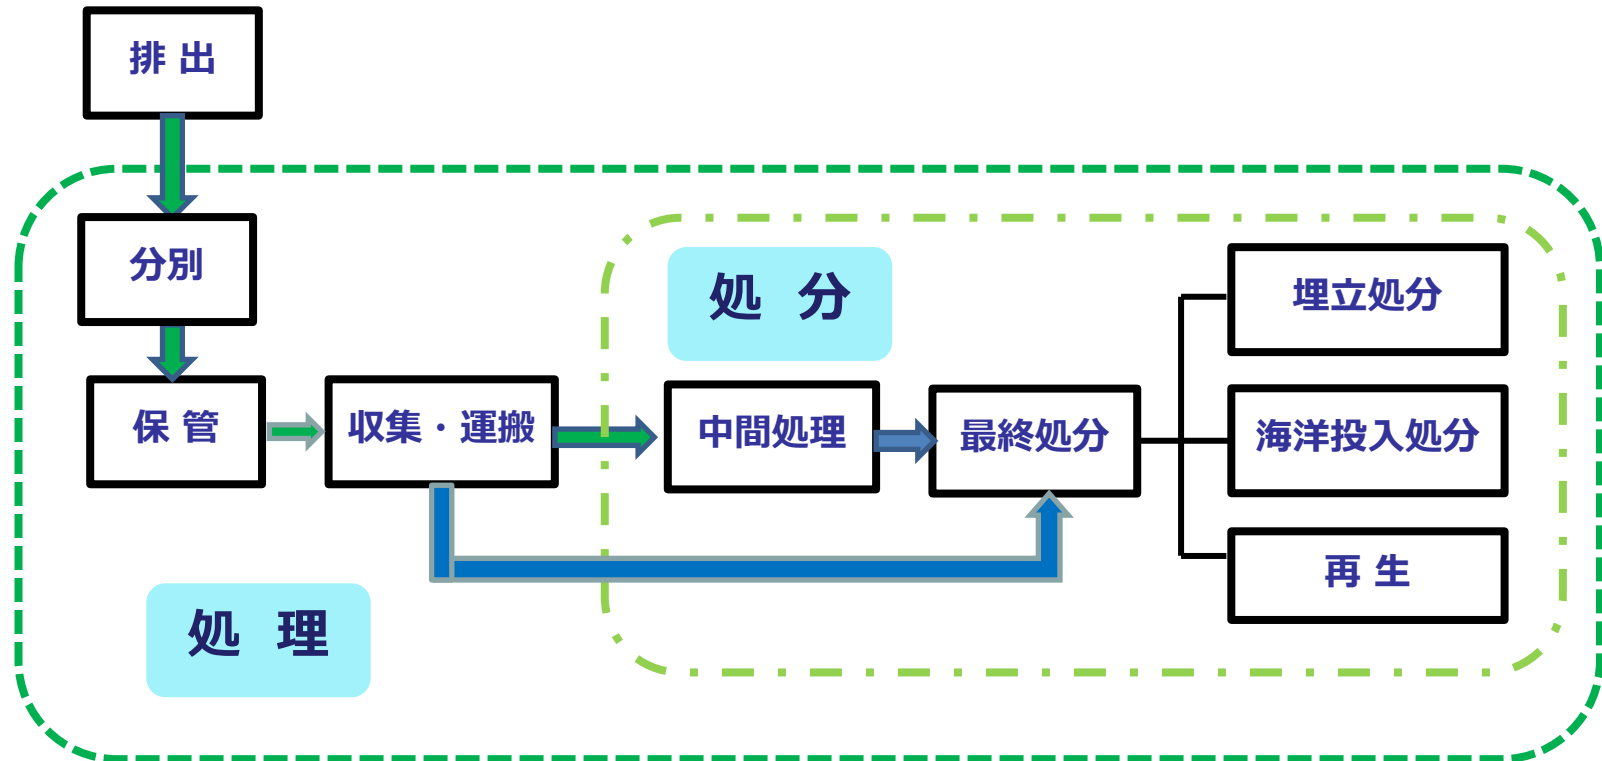 排 出
分別
処 分
埋立処分
保 管
収集・運搬
中間処理
最終処分
海洋投入処分
再 生
処 理